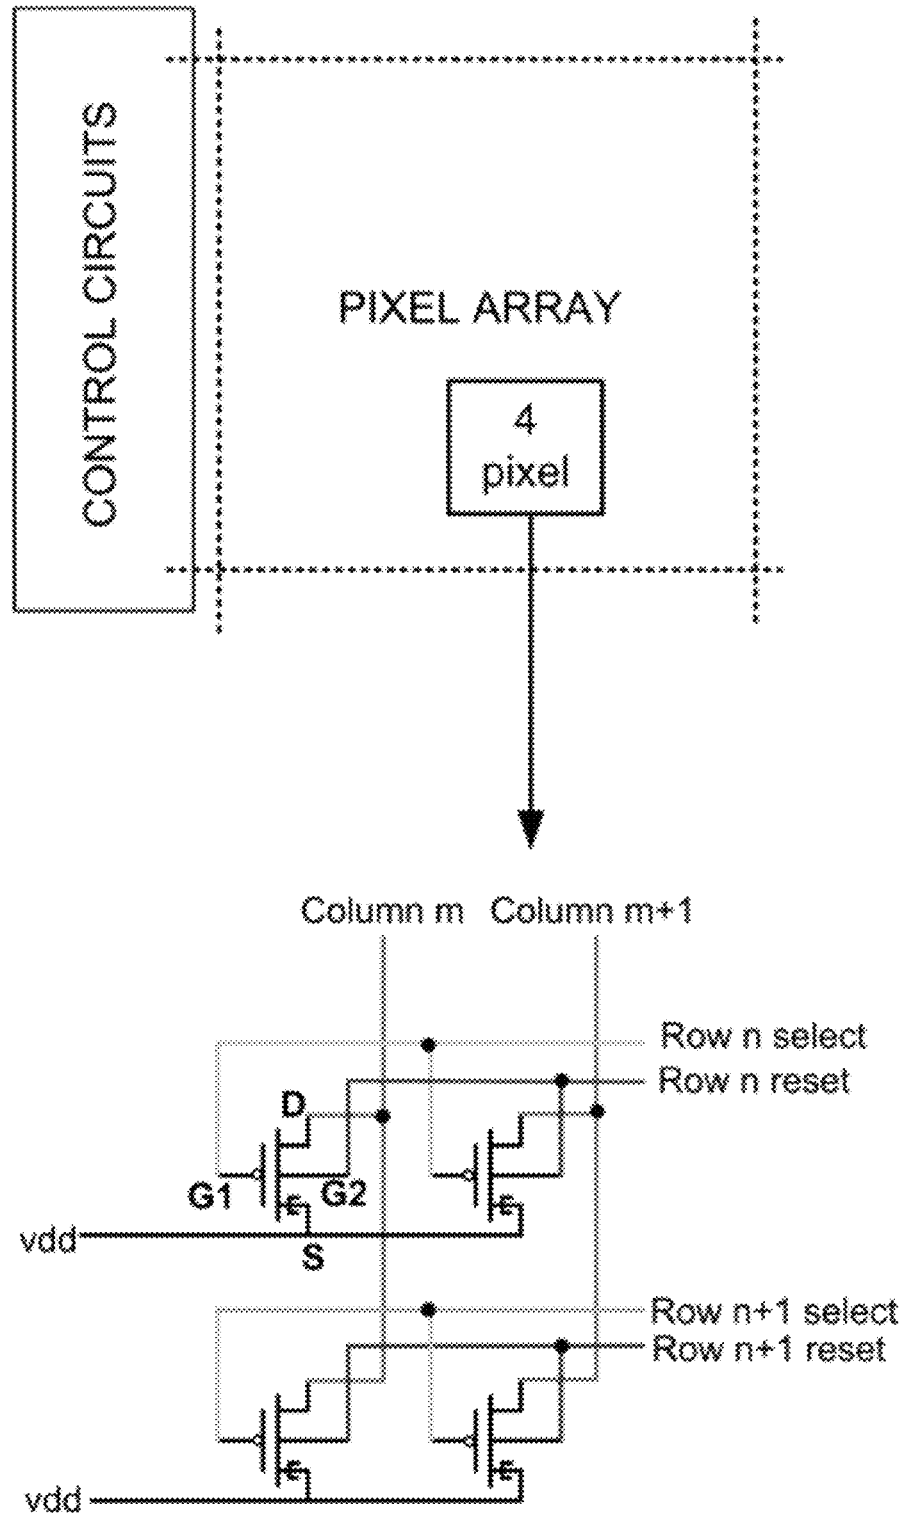 CONTROL CIRCUITS
PIXEL ARRAY
4
pixel
Column m
Column m+1
Row n select
Row n reset
D
G1
G2
E
E
vdd
S
Row n+1 select
Row n+1 reset
E
E
vdd